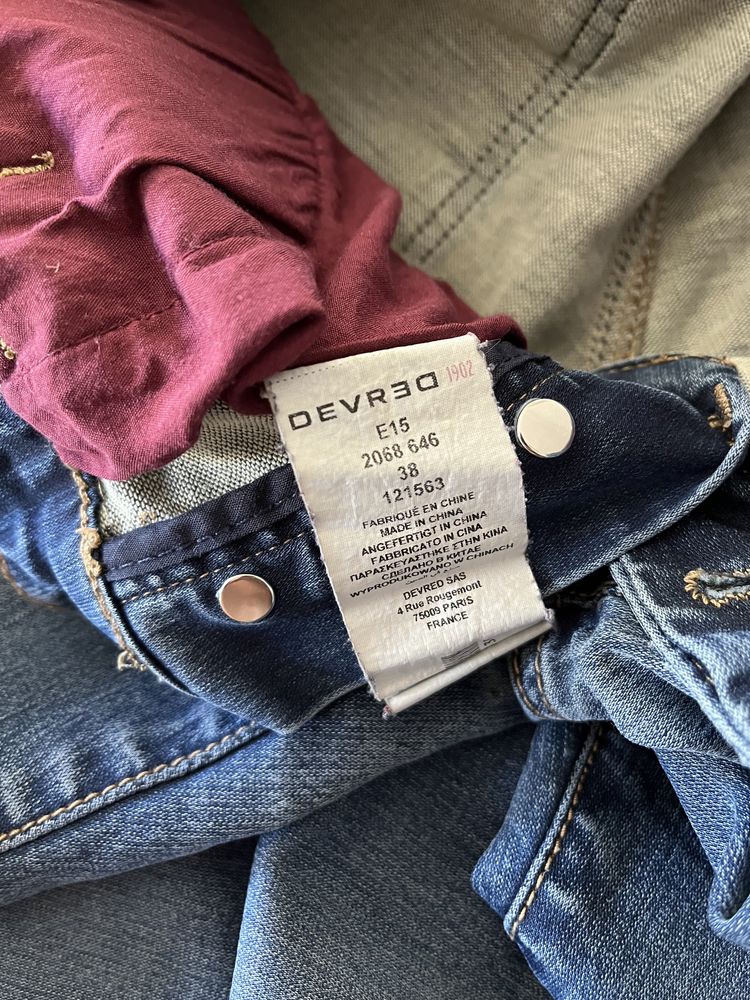 DEVRED 1902
E15
2068 646
38
121563
FABRIQUÉ EN CHINE
MADE IN CHINA
ANGEFERTIGT IN CHINA
FABBRICATO IN CINA
ΠΑΡΑΣΚΕΥΑΣΤΗΚΕ ΣΤΗΝ ΚΙΝΑ
СДЕЛАНО В КИТАЕ
WYPRODUKOWANO W CHINACH
DEVRED SAS
4 Rue Rougemont
75009 PARIS
FRANCE